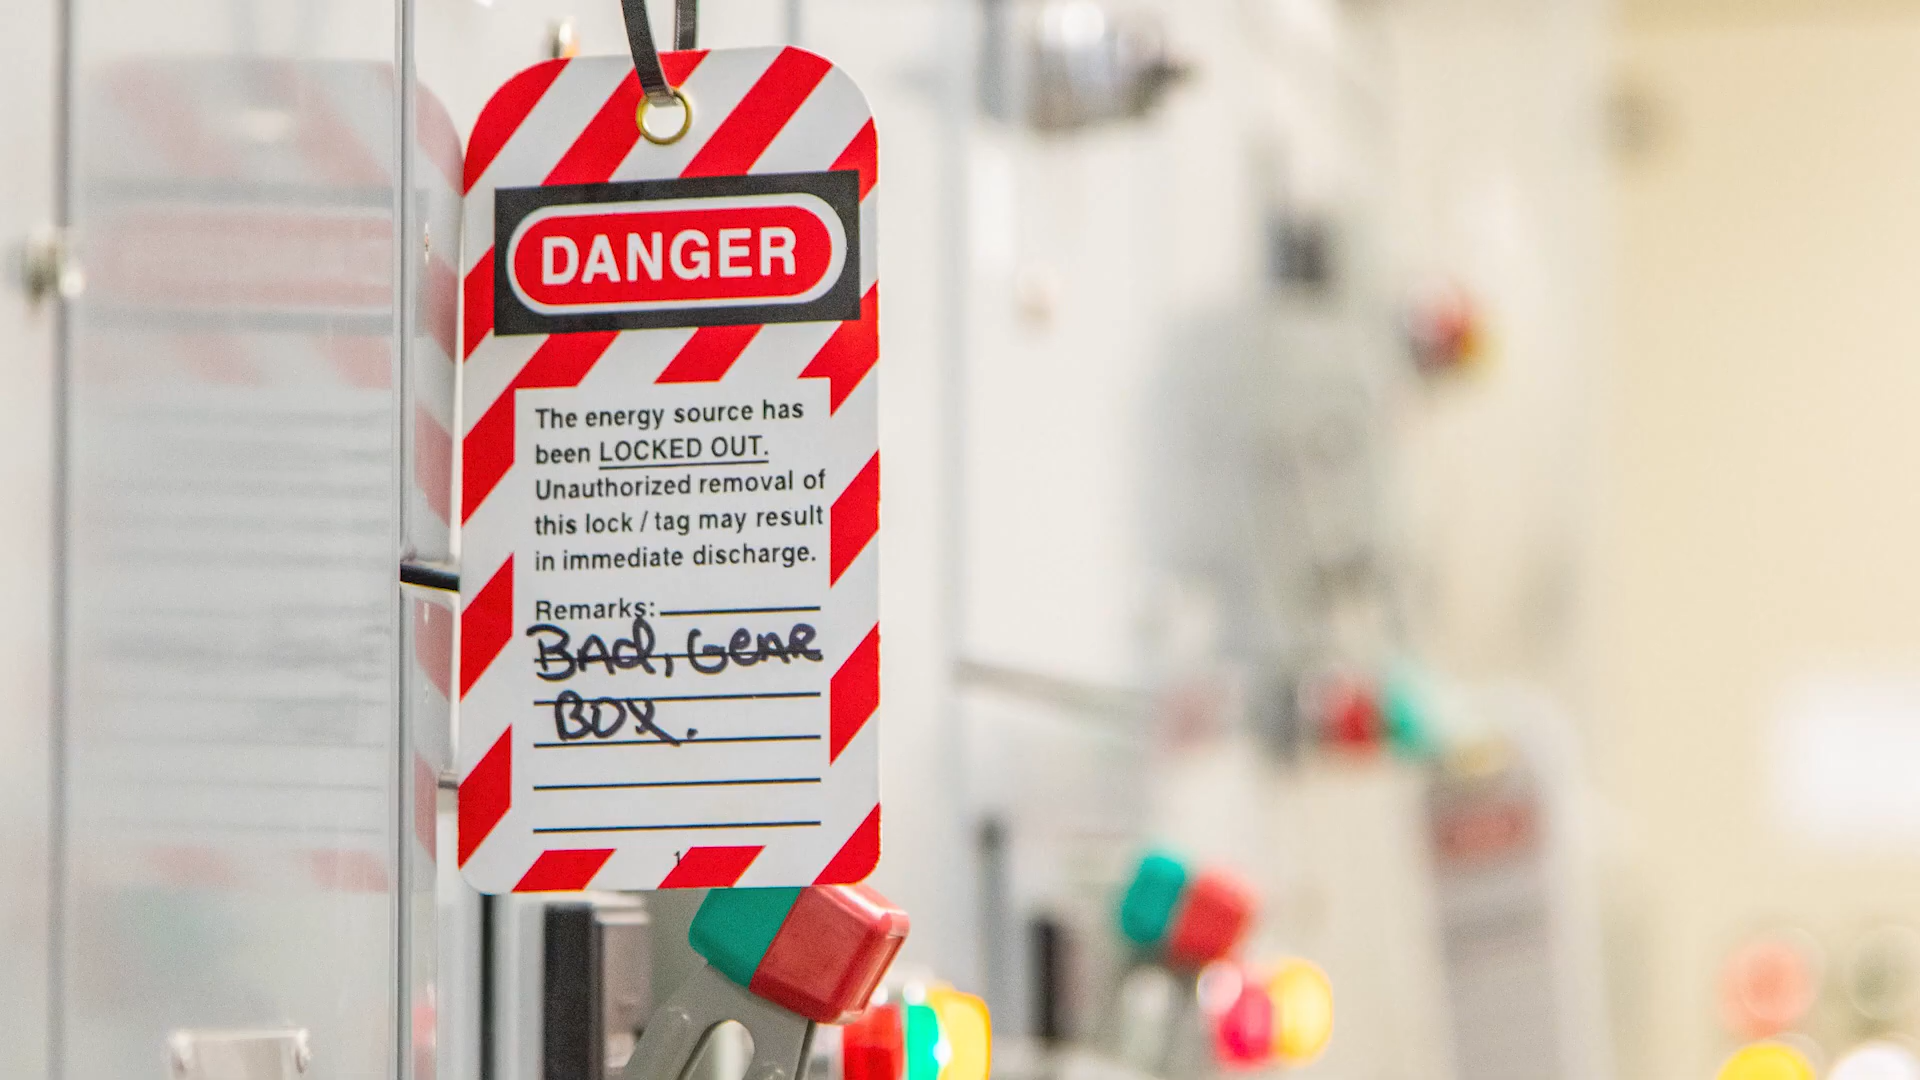 DANGER
The energy source has
been LOCKED OUT.
Unauthorized removal of
this lock / tag may result
in immediate discharge.
Remarks:
BAd, GEAR
BOX.
1